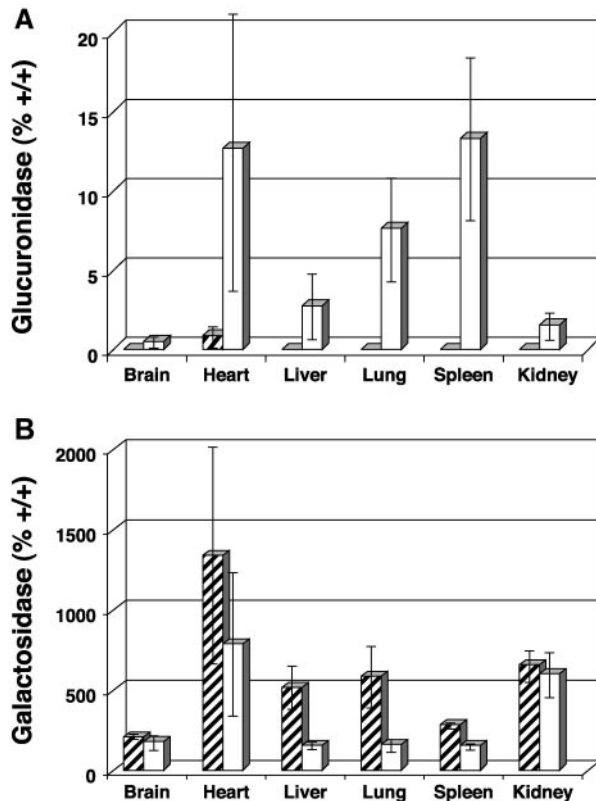 A
Glucuronidase (% +/+)
20
15
10
5
0
Brain Heart Liver Lung Spleen Kidney
B
Galactosidase (% +/+)
2000
1500
1000
500
0
Brain Heart Liver Lung Spleen Kidney